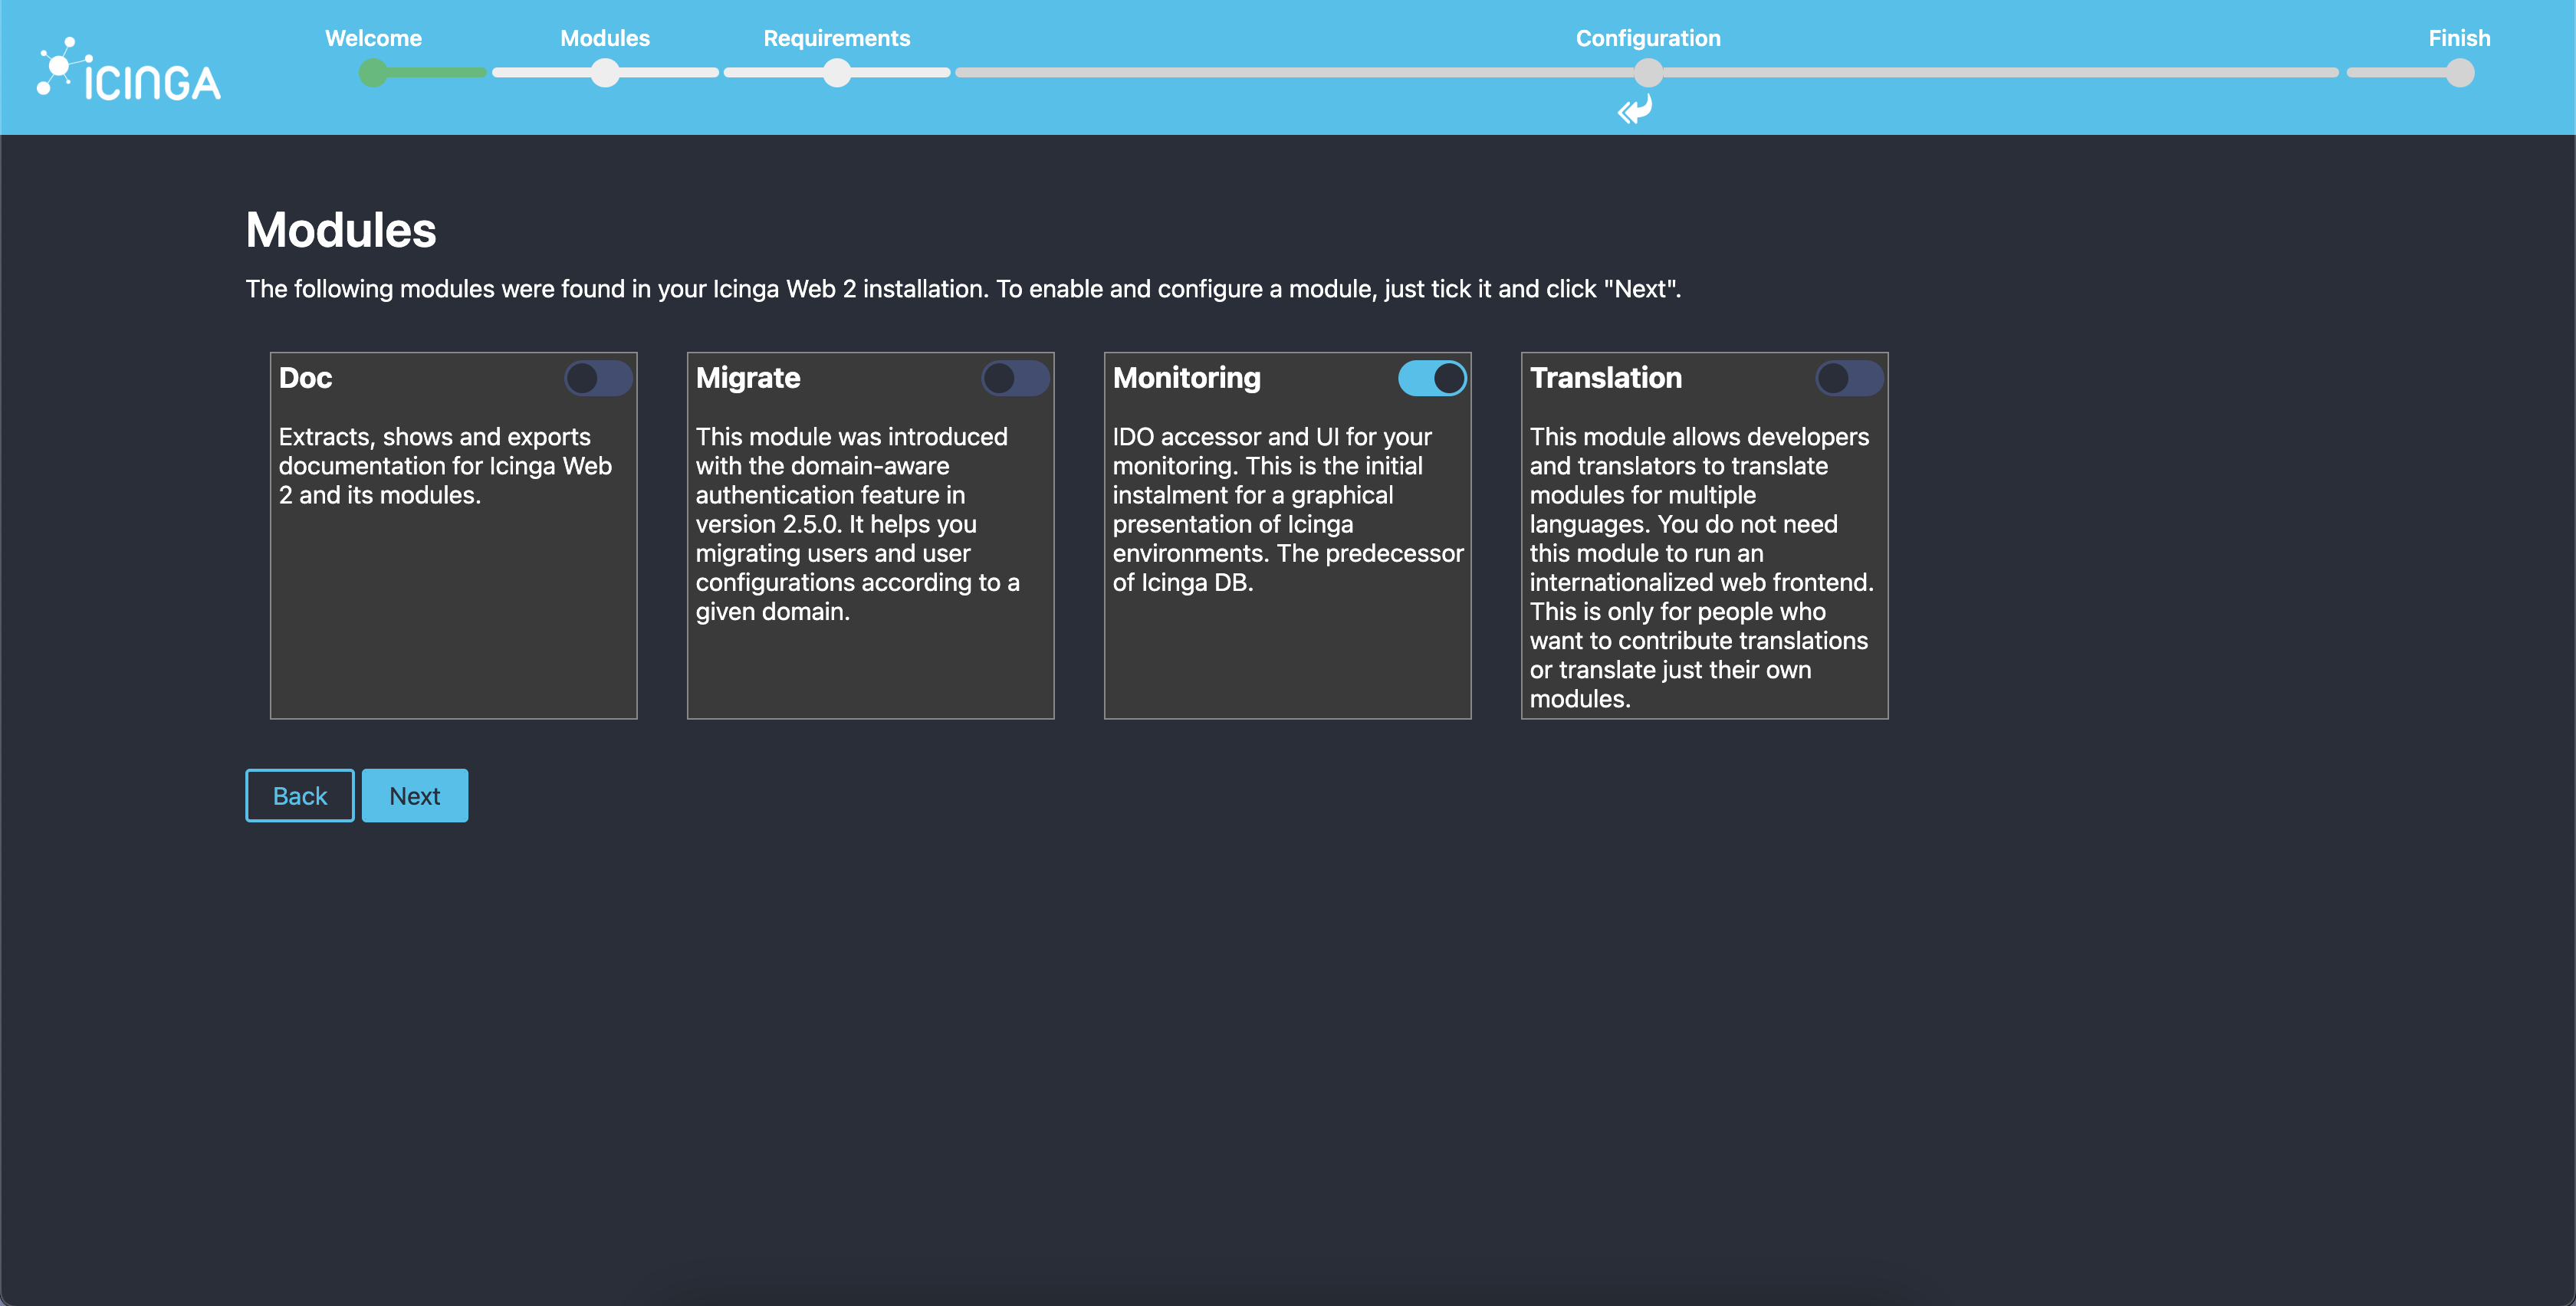 Welcome
Modules
Requirements
Configuration
Finish
ICINGA
Modules
The following modules were found in your Icinga Web 2 installation. To enable and configure a module, just tick it and click "Next".
Doc
Extracts, shows and exports
documentation for Icinga Web
2 and its modules.
Migrate
This module was introduced
with the domain-aware
authentication feature in
version 2.5.0. It helps you
migrating users and user
configurations according to a
given domain.
Monitoring
IDO accessor and UI for your
monitoring. This is the initial
instalment for a graphical
presentation of Icinga
environments. The predecessor
of Icinga DB.
Translation
This module allows developers
and translators to translate
modules for multiple
languages. You do not need
this module to run an
internationalized web frontend.
This is only for people who
want to contribute translations
or translate just their own
modules.
Back
Next